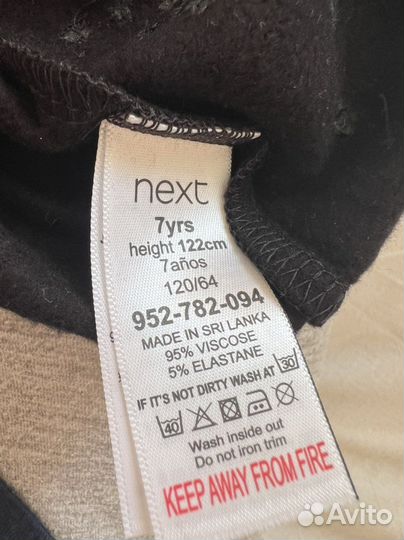 next
7yrs
height 122cm
7años
120/64
952-782-094
MADE IN SRI LANKA
95% VISCOSE
5% ELASTANE
IF IT'S NOT DIRTY WASH AT 30
40
Wash inside out
Do not iron trim
KEEP AWAY FROM FIRE
Avito